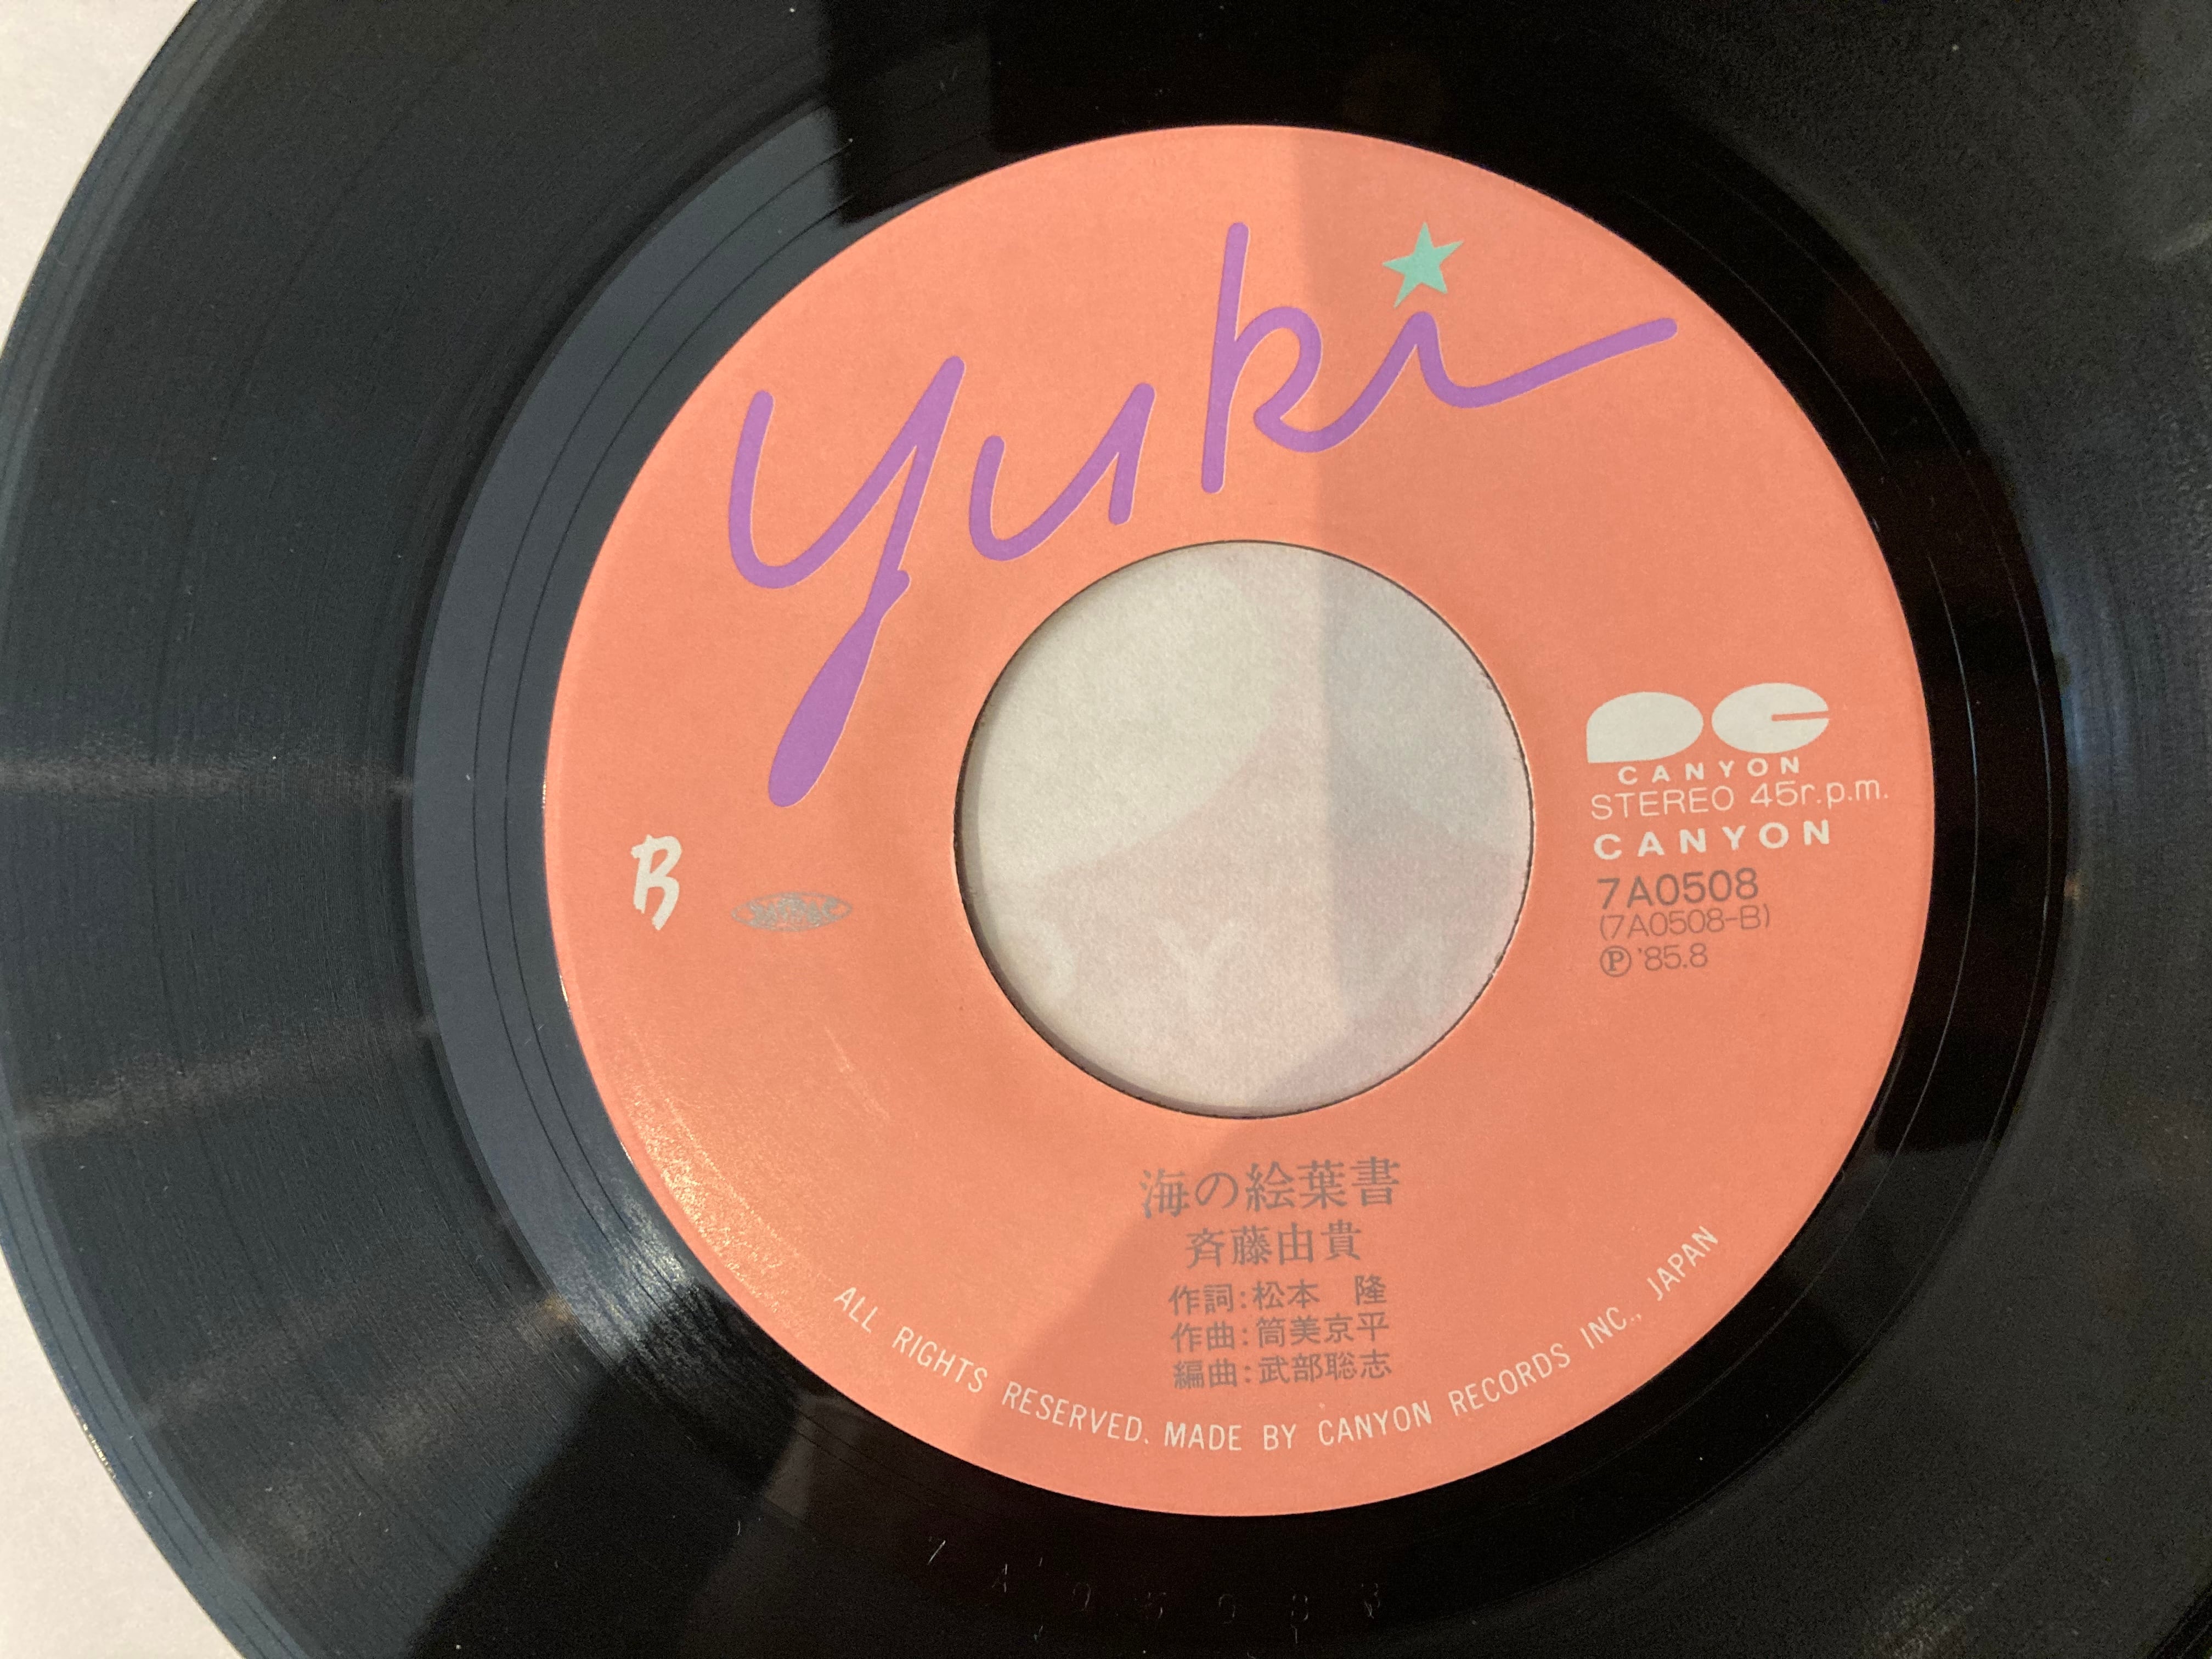 yuki
CANYON
STEREO 45r.p.m.
CANYON
7A0508
(7A0508-B)
Ⓟ '85.8
B
海の絵葉書
斉藤由貴
作詞:松本 隆
作曲:筒美京平
編曲:武部聡志
ALL RIGHTS RESERVED. MADE BY CANYON RECORDS INC., JAPAN